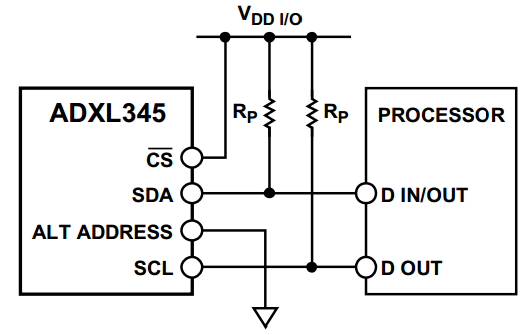 VDD I/O
ADXL345
RP
RP
PROCESSOR
CS
SDA
D IN/OUT
ALT ADDRESS
SCL
D OUT